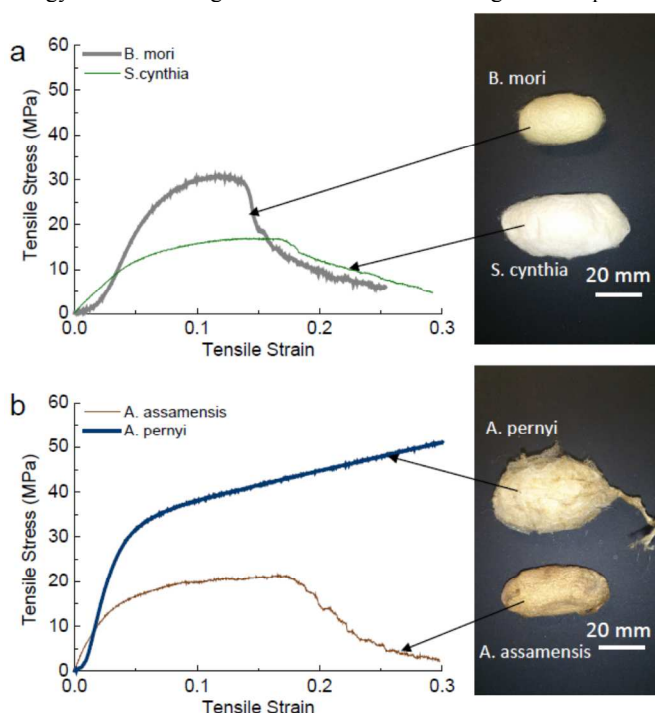 a
B. mori
S.cynthia
Tensile Stress (MPa)
60
50
40
30
20
10
0
0.0
0.1
0.2
0.3
Tensile Strain
B. mori
S. cynthia
20 mm
b
A. assamensis
A. pernyi
Tensile Stress (MPa)
60
50
40
30
20
10
0
0.0
0.1
0.2
0.3
Tensile Strain
A. pernyi
20 mm
A. assamensis